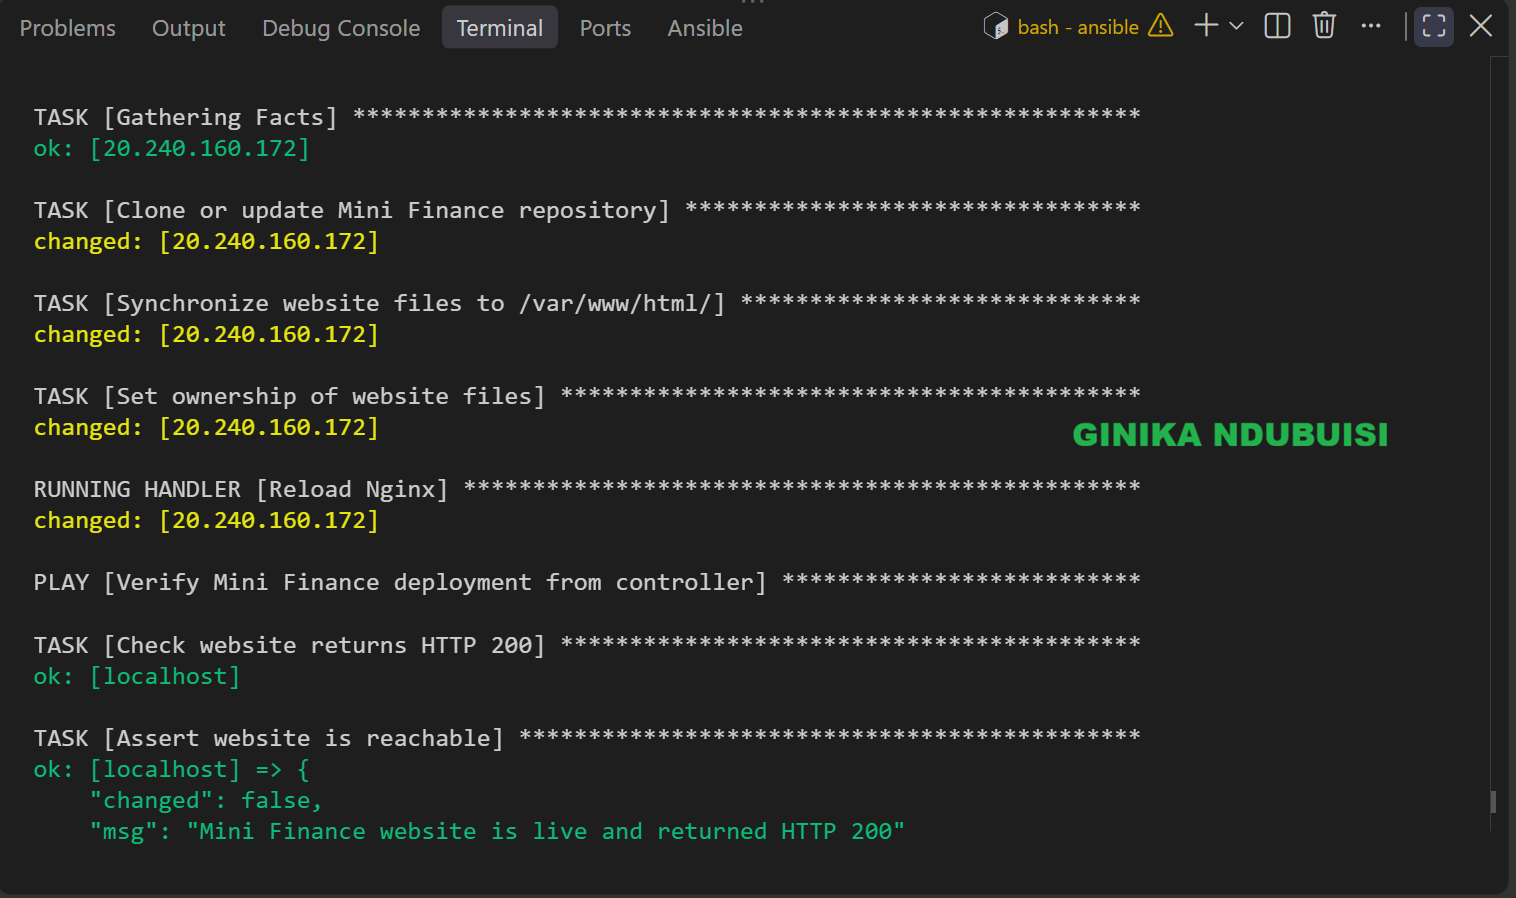 Problems Output Debug Console Terminal Ports Ansible bash - ansible
TASK [Gathering Facts] *********************************************************
ok: [20.240.160.172]
TASK [Clone or update Mini Finance repository] *********************************
changed: [20.240.160.172]
TASK [Synchronize website files to /var/www/html/] *****************************
changed: [20.240.160.172]
TASK [Set ownership of website files] ******************************************
changed: [20.240.160.172]
GINIKA NDUBUISI
RUNNING HANDLER [Reload Nginx] *************************************************
changed: [20.240.160.172]
PLAY [Verify Mini Finance deployment from controller] **************************
TASK [Check website returns HTTP 200] ******************************************
ok: [localhost]
TASK [Assert website is reachable] *********************************************
ok: [localhost] => {
"changed": false,
"msg": "Mini Finance website is live and returned HTTP 200"